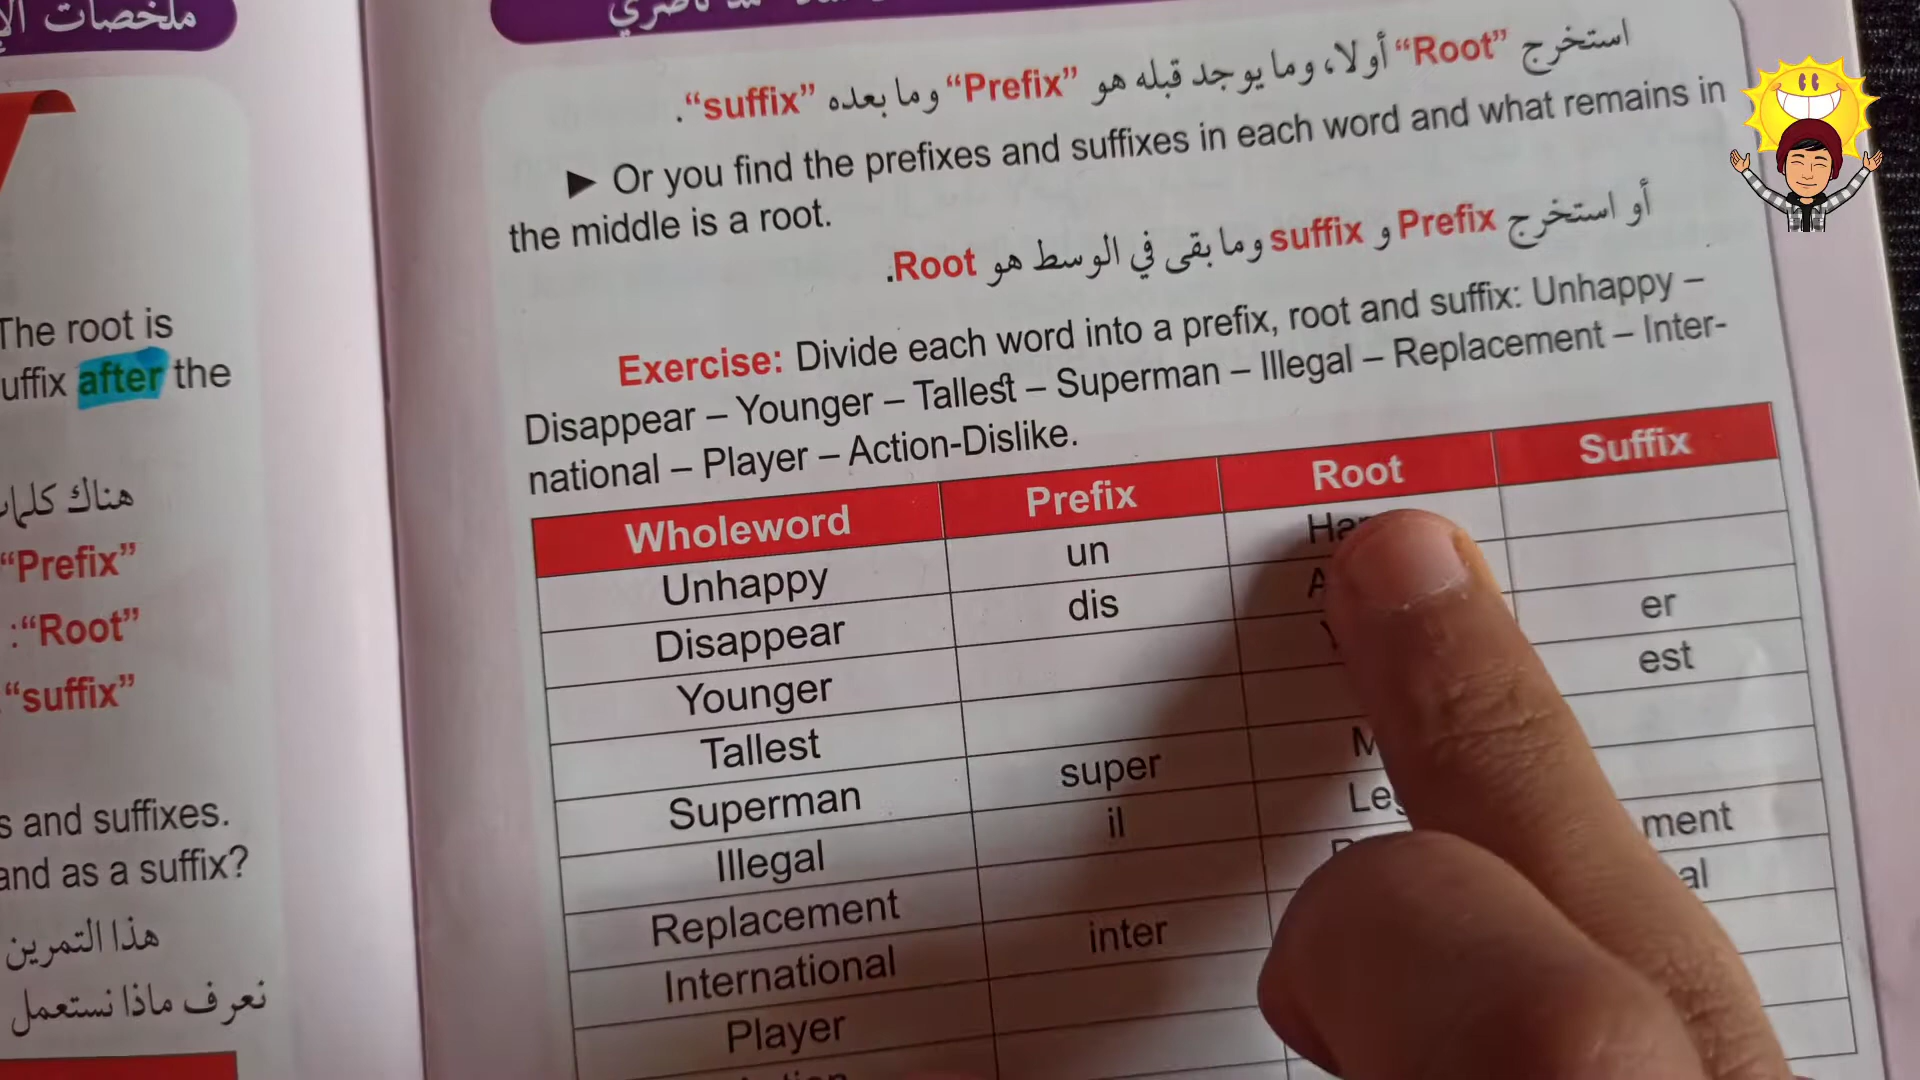 ملخصات
استخرج "Root" أولا، وما يوجد قبله هو "Prefix" وما بعده "suffix".
► Or you find the prefixes and suffixes in each word and what remains in
the middle is a root.
أو استخرج Prefix و suffix وما بقى في الوسط هو Root.
Exercise: Divide each word into a prefix, root and suffix: Unhappy –
Disappear – Younger – Tallest – Superman – Illegal – Replacement – Inter-
national – Player – Action-Dislike.
Wholeword Prefix Root Suffix
Unhappy un
Disappear dis
Younger er
Tallest est
Superman super
Illegal il
Replacement ment
International inter al
Player
The root is
uffix after the
هناك
"Prefix"
"Root":
"suffix"
s and suffixes.
and as a suffix?
هذا التمرين
نعرف ماذا نستعمل